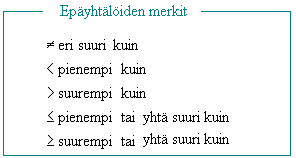 Epäyhtälöiden merkit
≠ eri suuri kuin
< pienempi kuin
> suurempi kuin
≤ pienempi tai yhtä suuri kuin
≥ suurempi tai yhtä suuri kuin